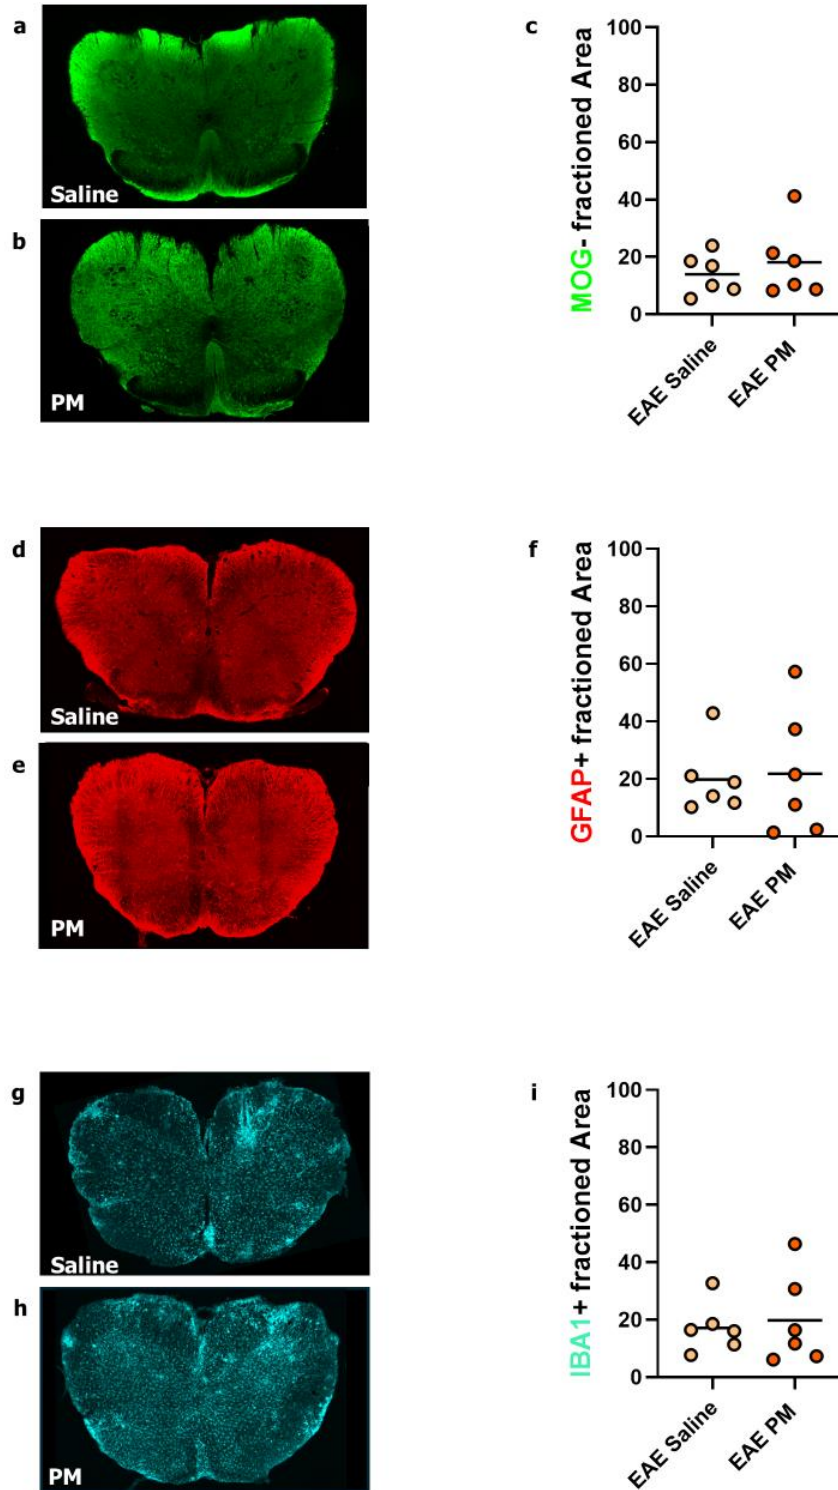 a
Saline
b
PM
c
MOG- fractioned Area
100
80
60
40
20
0
EAE Saline
EAE PM
d
Saline
e
PM
f
GFAP+ fractioned Area
100
80
60
40
20
0
EAE Saline
EAE PM
g
Saline
h
PM
i
IBA1+ fractioned Area
100
80
60
40
20
0
EAE Saline
EAE PM